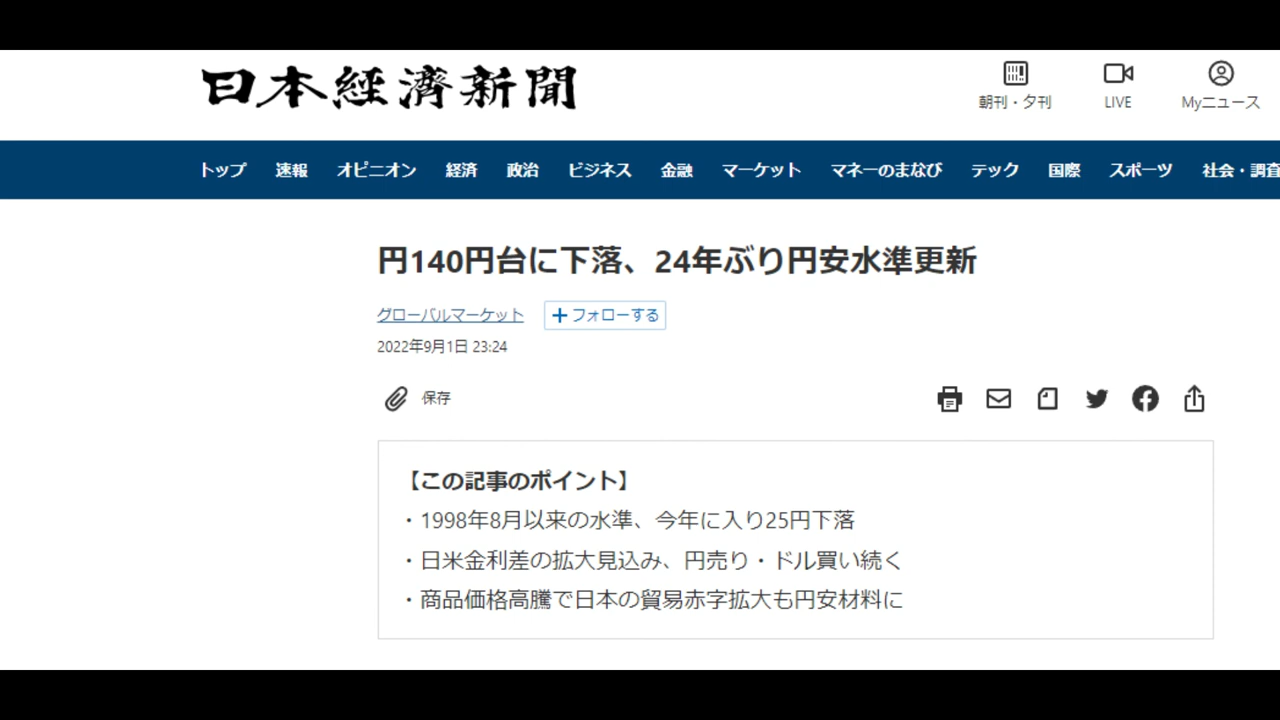 日本經濟新聞
朝刊・夕刊 LIVE Myニュース
トップ 速報 オピニオン 経済 政治 ビジネス 金融 マーケット マネーのまなび テック 国際 スポーツ 社会・調査
円140円台に下落、24年ぶり円安水準更新
グローバルマーケット +フォローする
2022年9月1日 23:24
保存
【この記事のポイント】
・1998年8月以来の水準、今年に入り25円下落
・日米金利差の拡大見込み、円売り・ドル買い続く
・商品価格高騰で日本の貿易赤字拡大も円安材料に